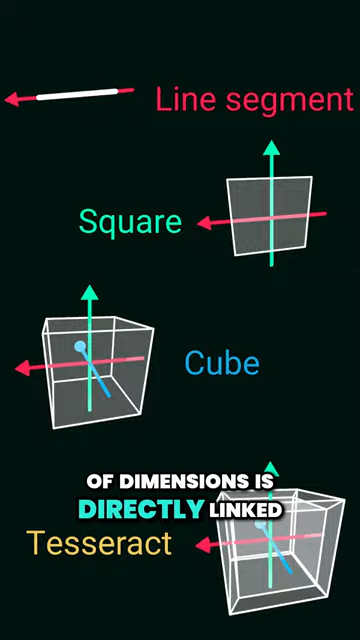 Line segment
Square
Cube
OF DIMENSIONS IS
DIRECTLY LINKED
Tesseract